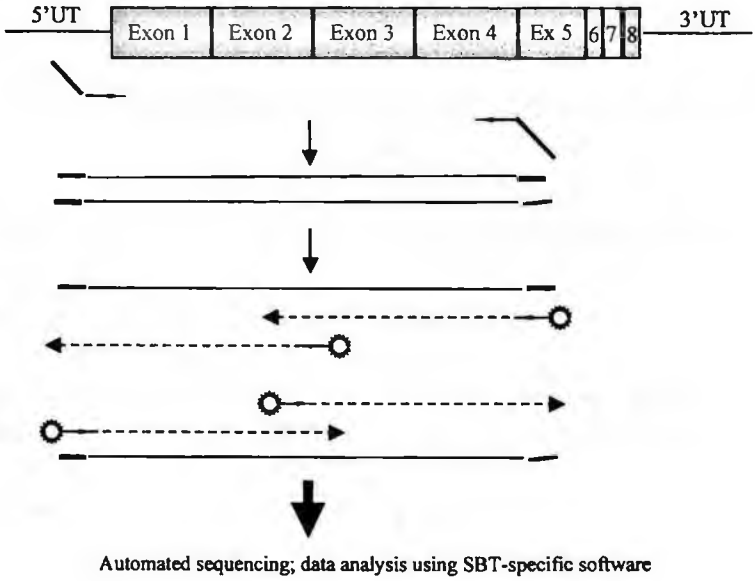 5'UT Exon 1 Exon 2 Exon 3 Exon 4 Ex 5 6 7 8 3'UT
Automated sequencing; data analysis using SBT-specific software